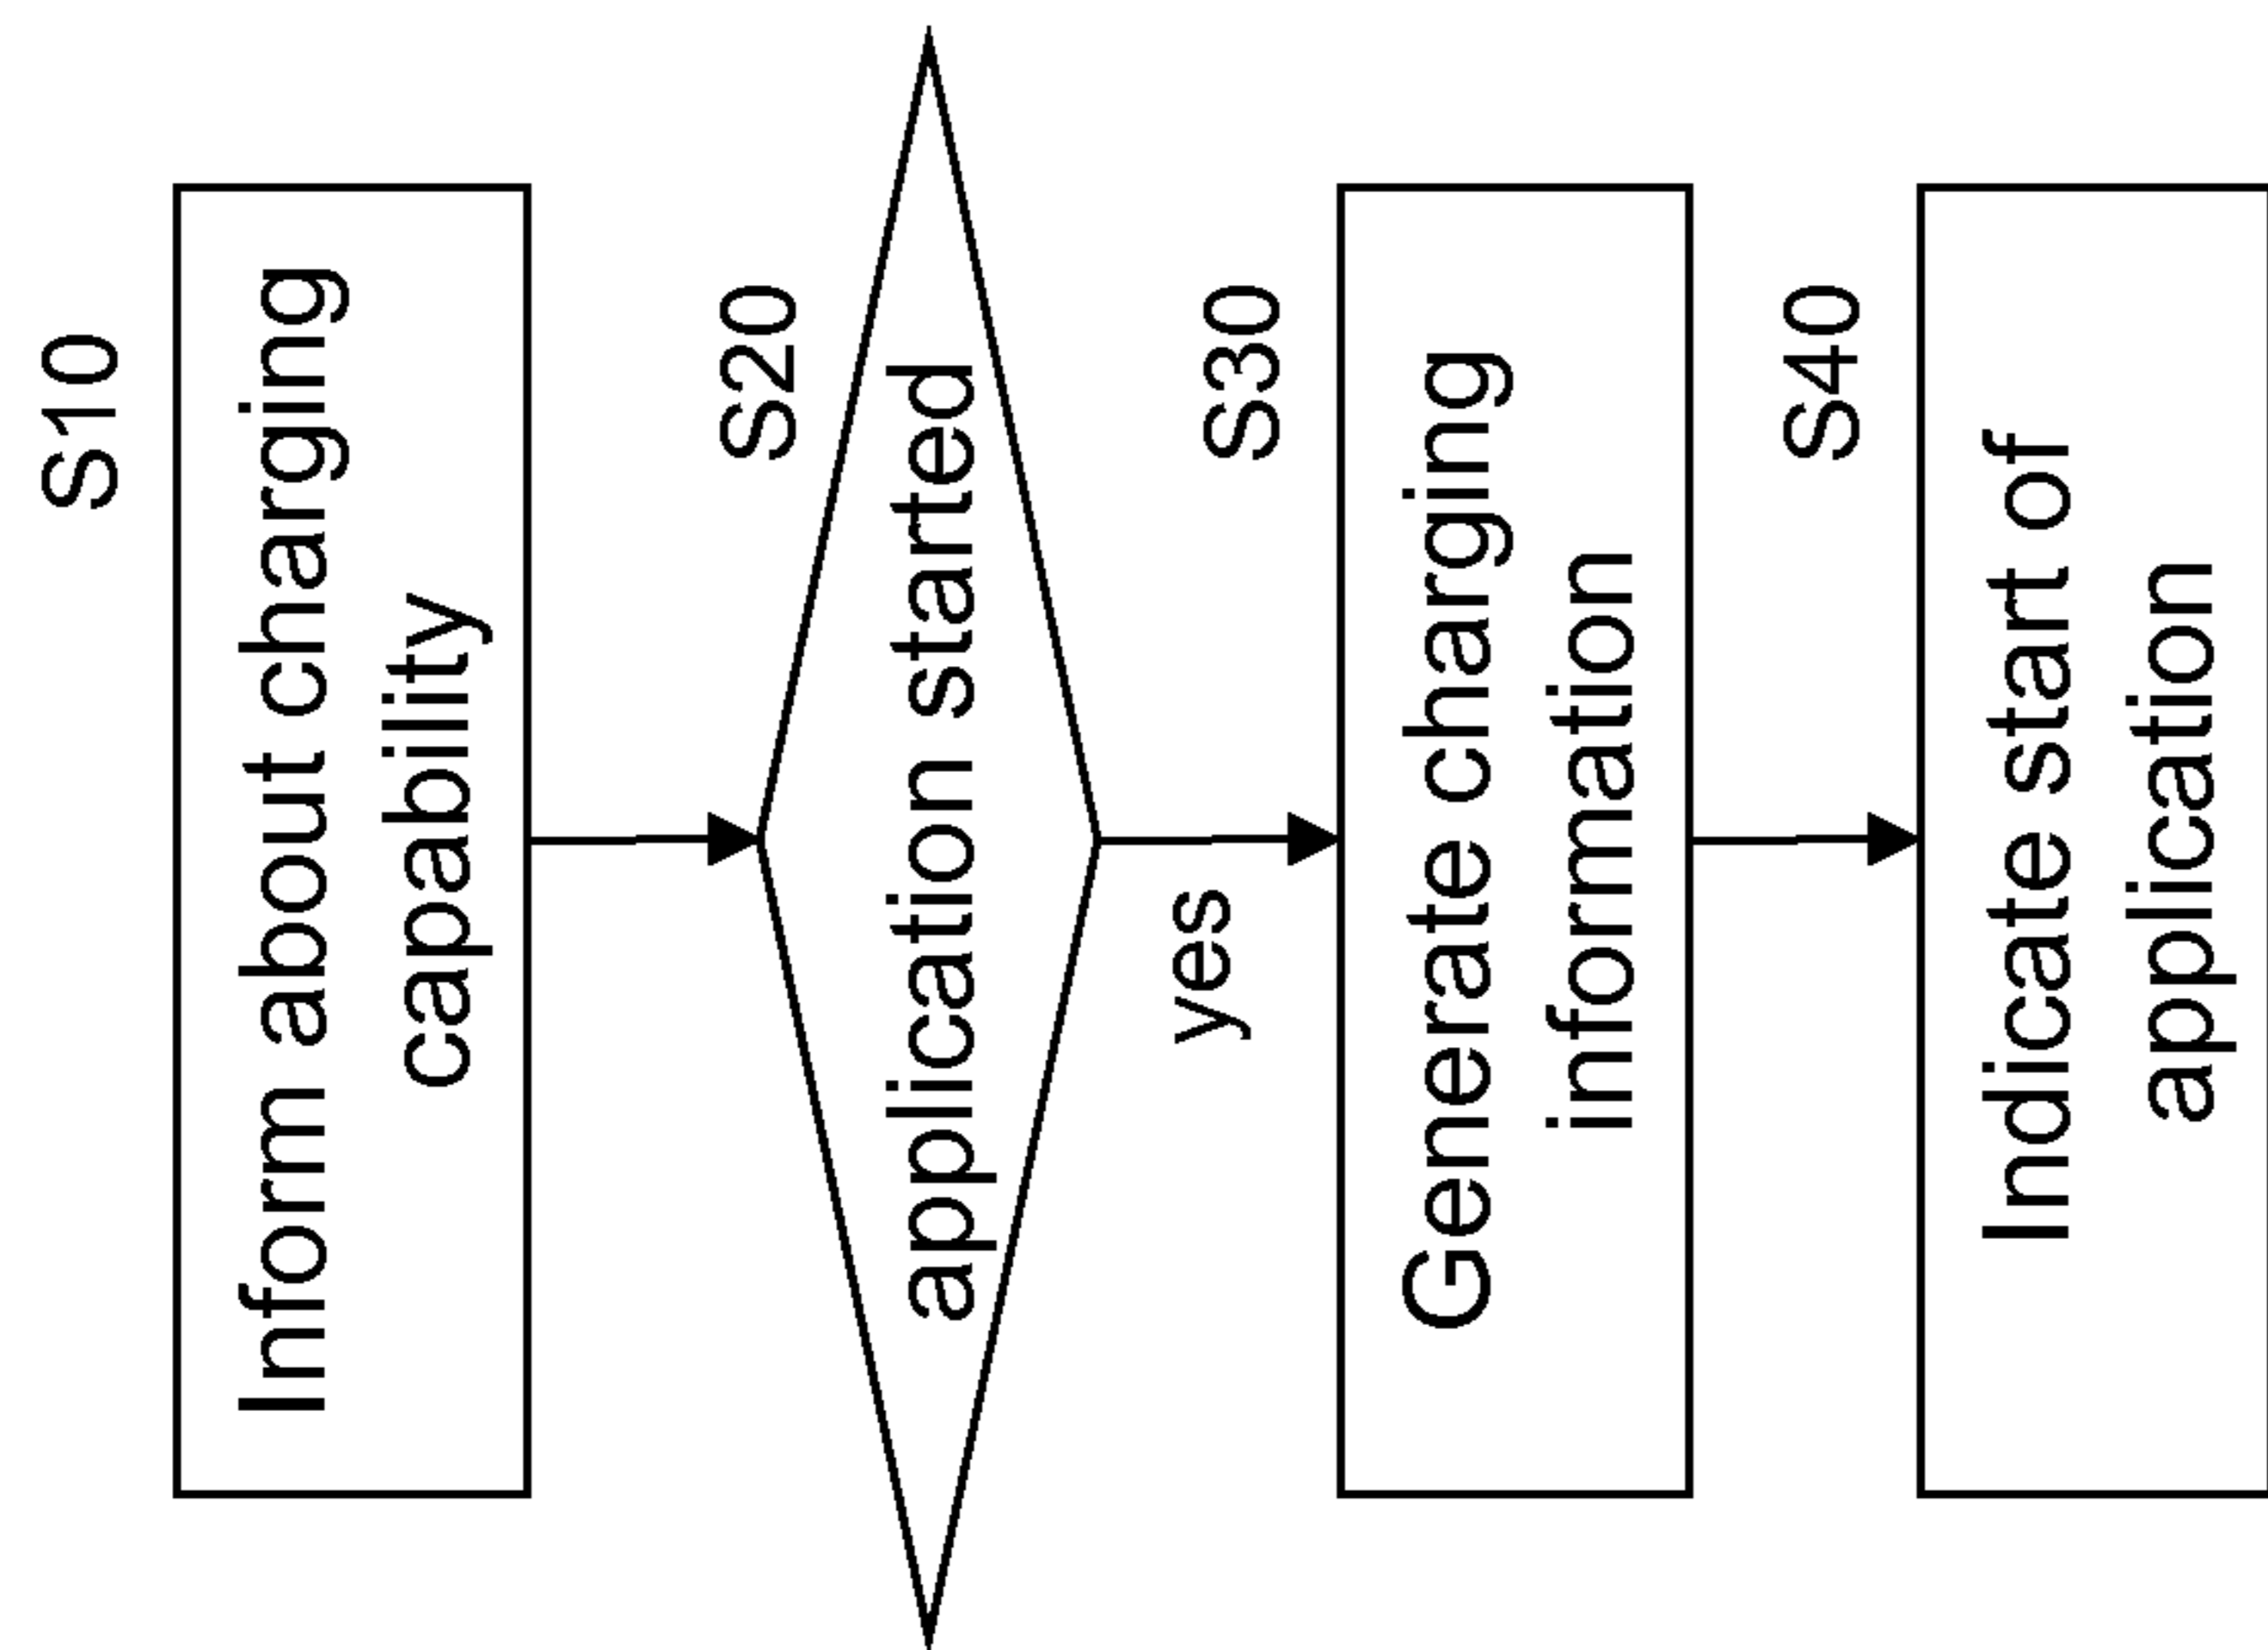 S10
Inform about charging
capability
S20
application started
yes
S30
Generate charging
information
S40
Indicate start of
application